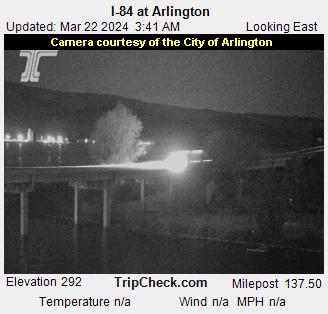 I-84 at Arlington
Updated: Mar 22 2024 3:41 AM Looking East
Camera courtesy of the City of Arlington
Elevation 292 TripCheck.com Milepost 137.50
Temperature n/a Wind n/a MPH n/a